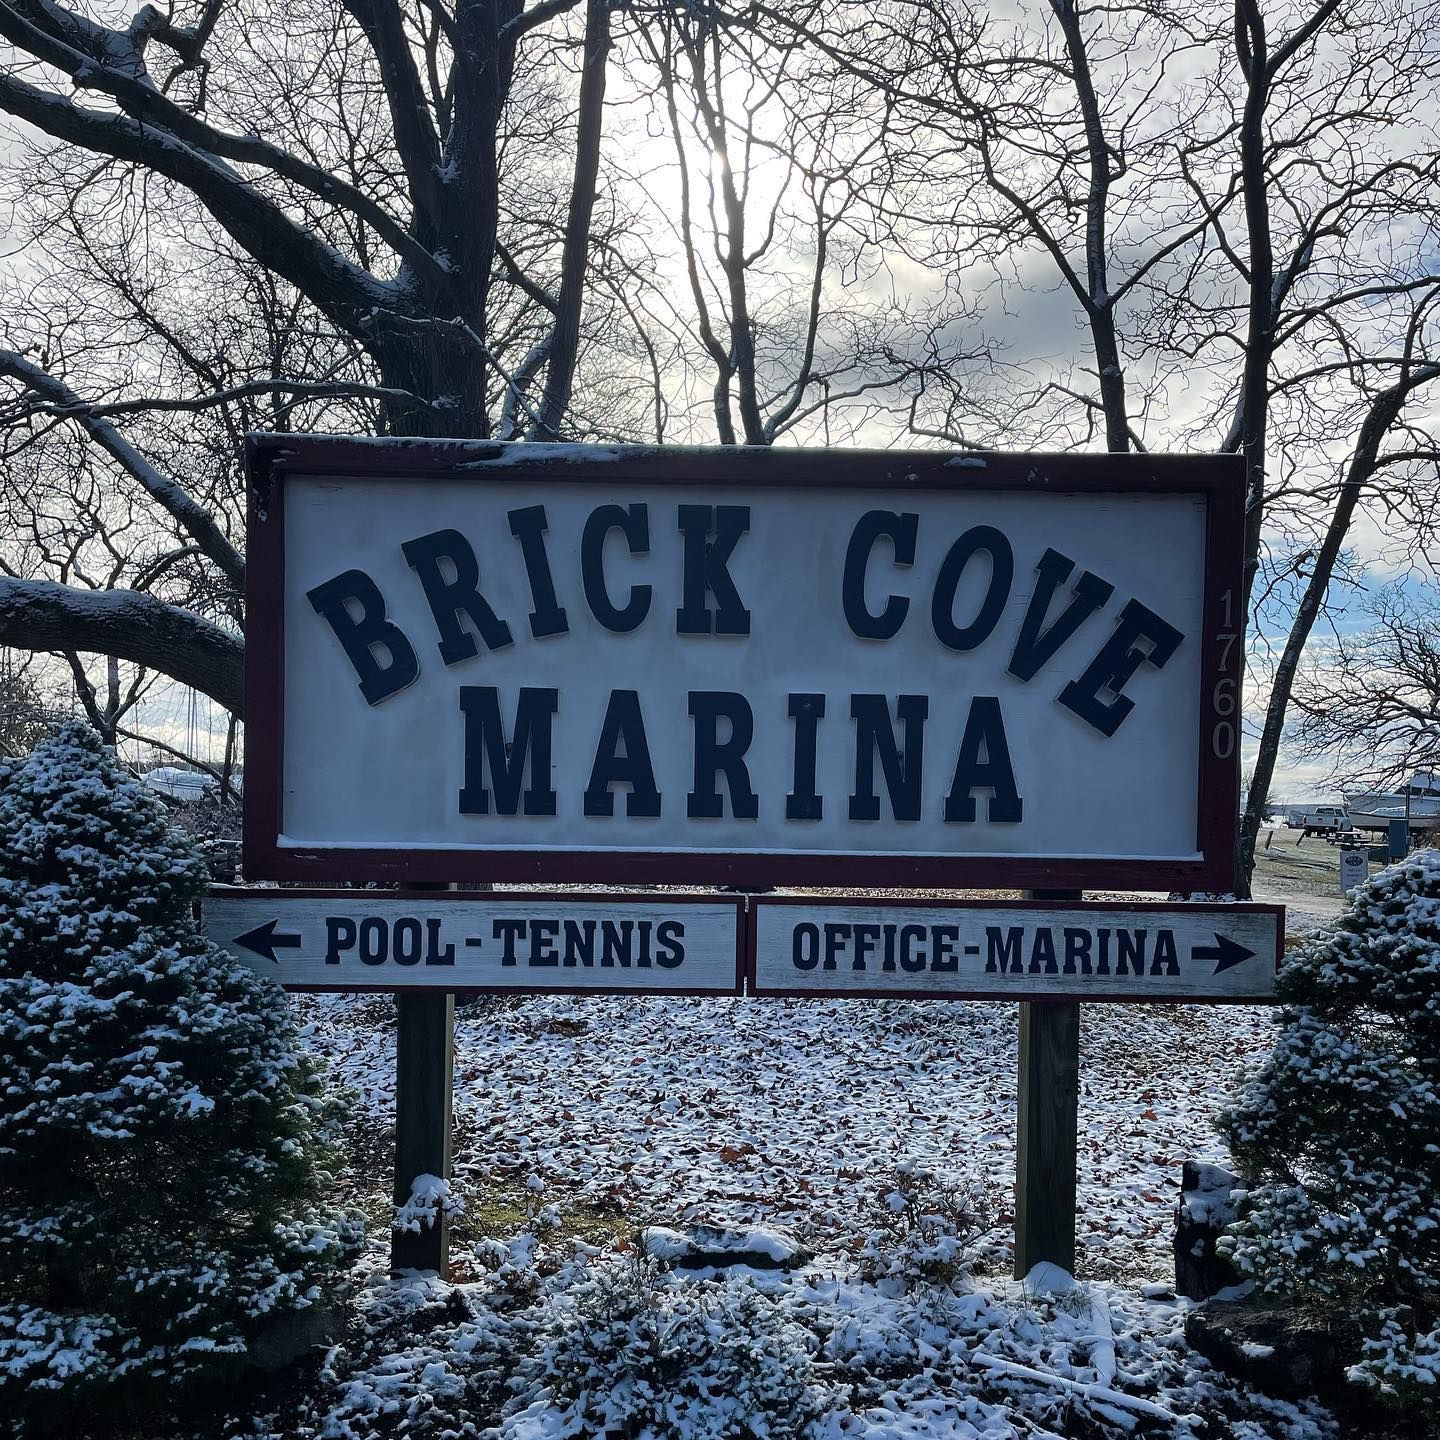 BRICK COVE
MARINA
1760
← POOL - TENNIS
OFFICE-MARINA →